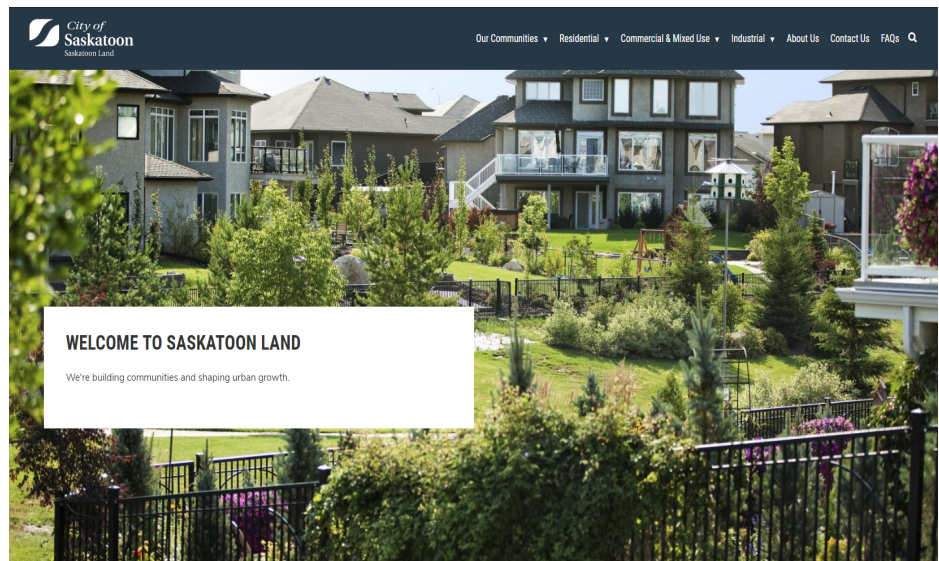 City of
Saskatoon
Saskatoon Land
Our Communities ▼ Residential ▼ Commercial & Mixed Use ▼ Industrial ▼ About Us Contact Us FAQs
WELCOME TO SASKATOON LAND
We're building communities and shaping urban growth.